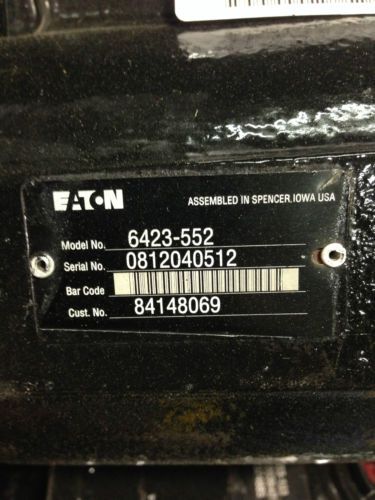 EATON
ASSEMBLED IN SPENCER, IOWA USA
Model No. 6423-552
Serial No. 0812040512
Bar Code
Cust. No. 84148069